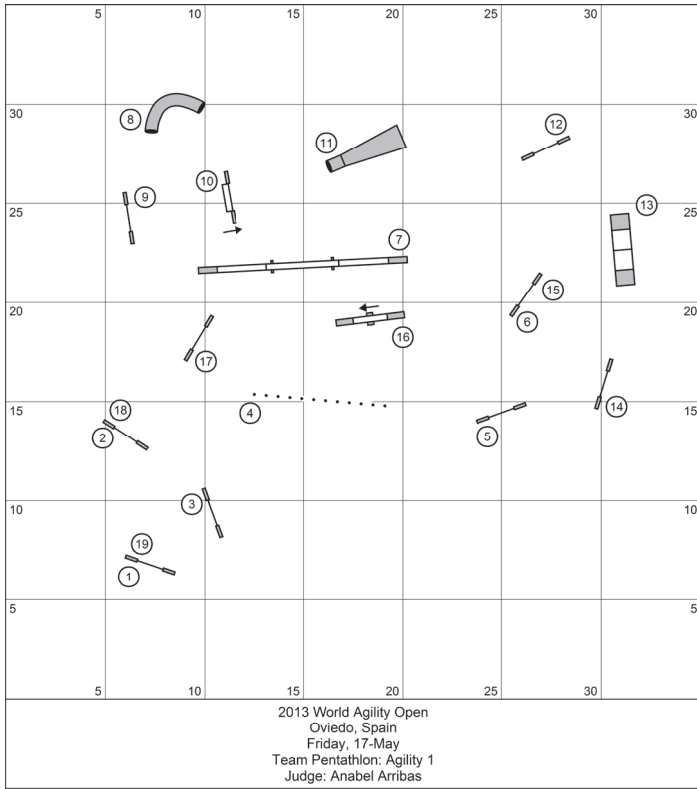 5 10 15 20 25 30
30 30
8 11 12
9 10 25 25 13
7
20 20 15
6
16
17
18 15 4 5 14 15
2
3 10 10
19
1
5 5
5 10 15 20 25 30
2013 World Agility Open
Oviedo, Spain
Friday, 17-May
Team Pentathlon: Agility 1
Judge: Anabel Arribas